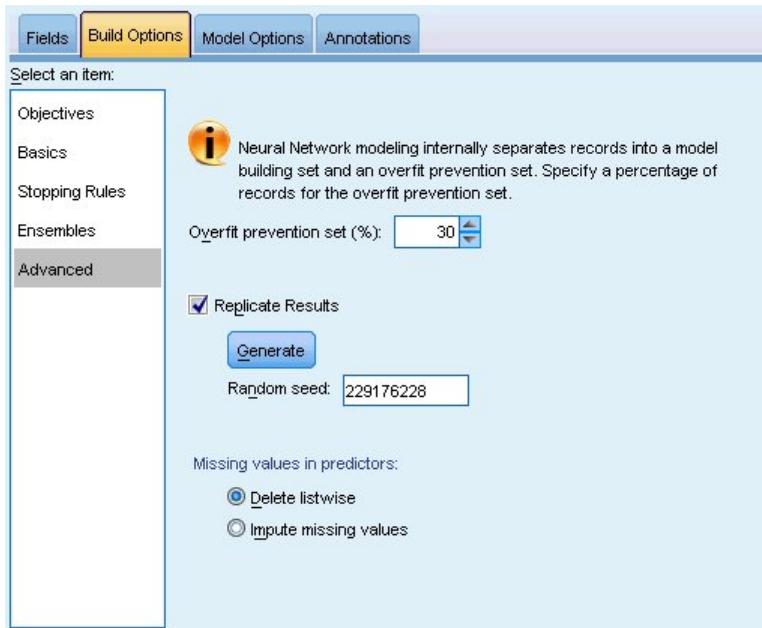 Fields Build Options Model Options Annotations
Select an item:
Objectives
Basics
Stopping Rules
Ensembles
Advanced
Neural Network modeling internally separates records into a model
building set and an overfit prevention set. Specify a percentage of
records for the overfit prevention set.
Overfit prevention set (%): 30
Replicate Results
Generate
Random seed: 229176228
Missing values in predictors:
Delete listwise
Impute missing values